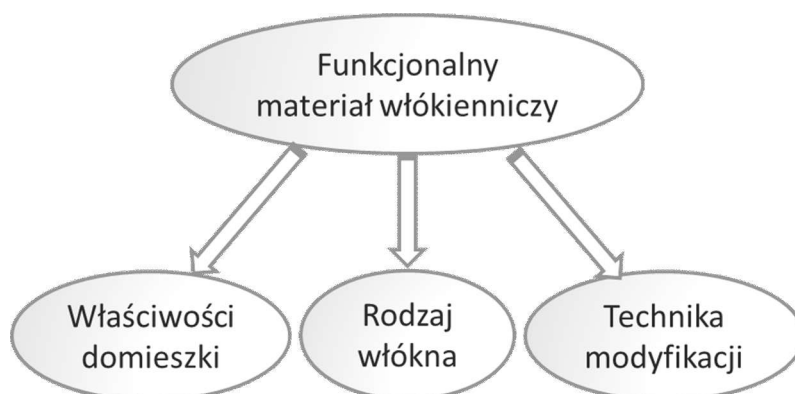 Funkcjonalny
materiał włókienniczy
Właściwości
domieszki
Rodzaj
włókna
Technika
modyfikacji